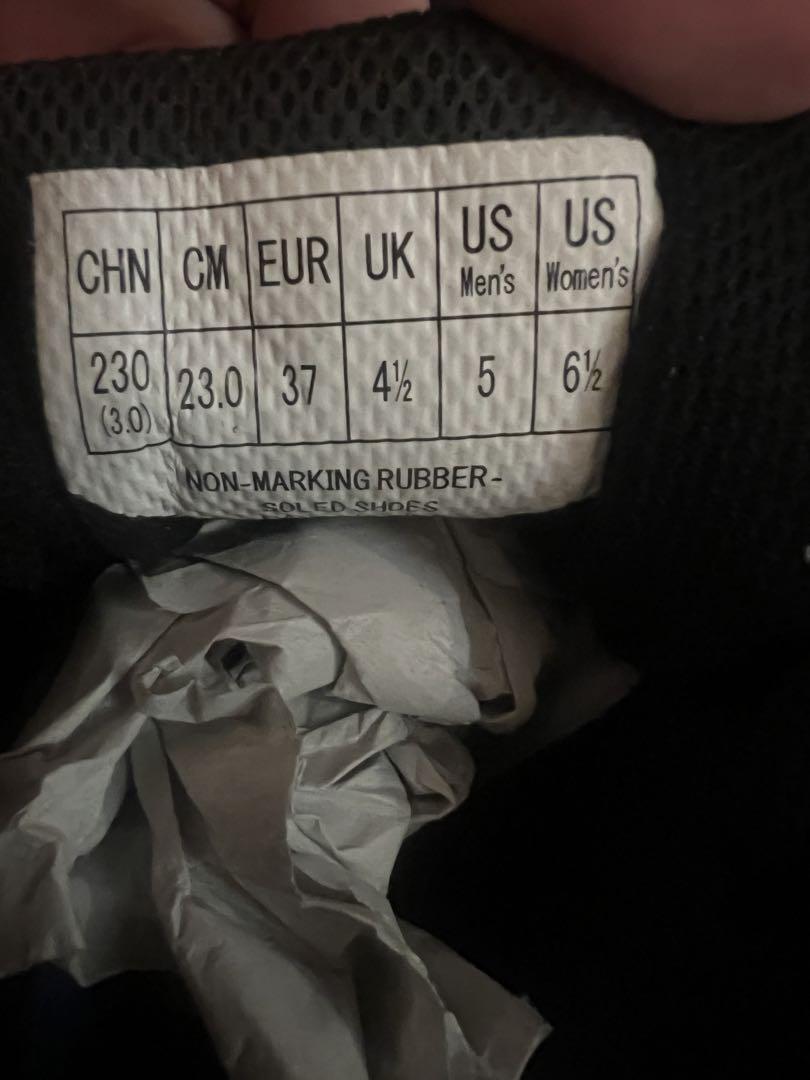 CHN CM EUR UK US Men's US Women's
230 (3.0) 23.0 37 4½ 5 6½
NON-MARKING RUBBER-
SOLED SHOES